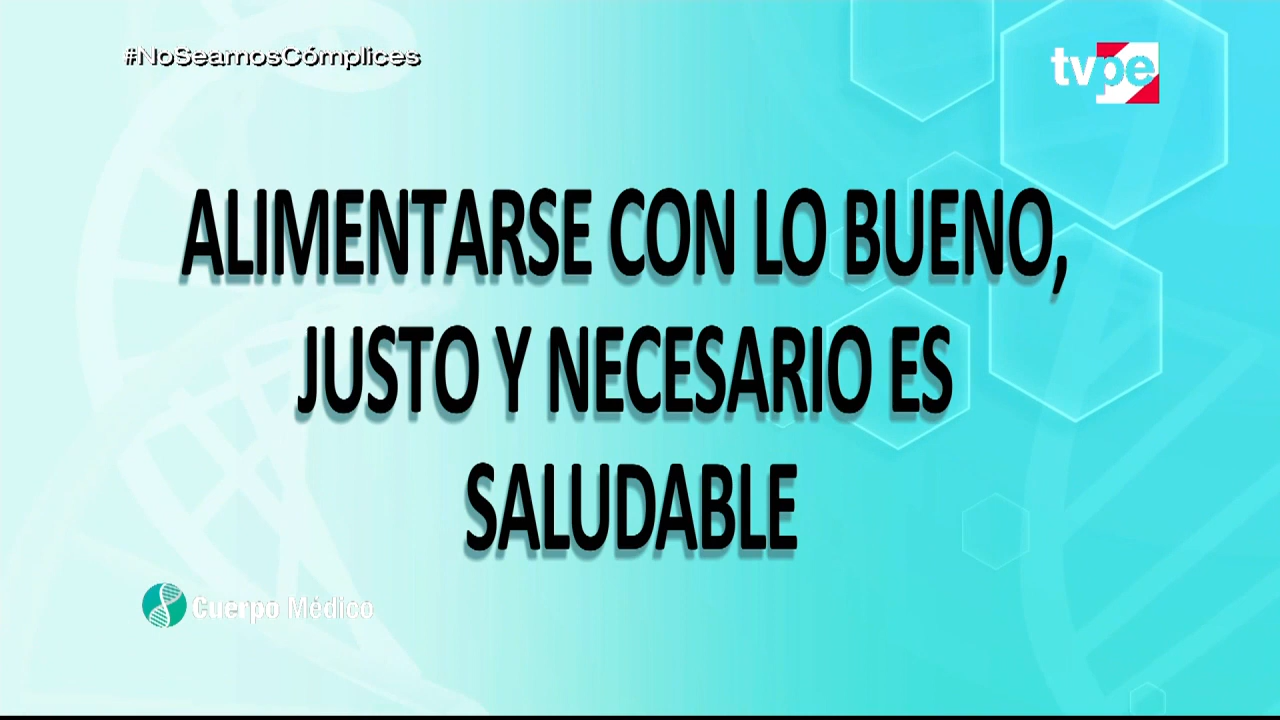 #NoSeamosCómplices
tvpe
ALIMENTARSE CON LO BUENO,
JUSTO Y NECESARIO ES
SALUDABLE
Cuerpo Médico